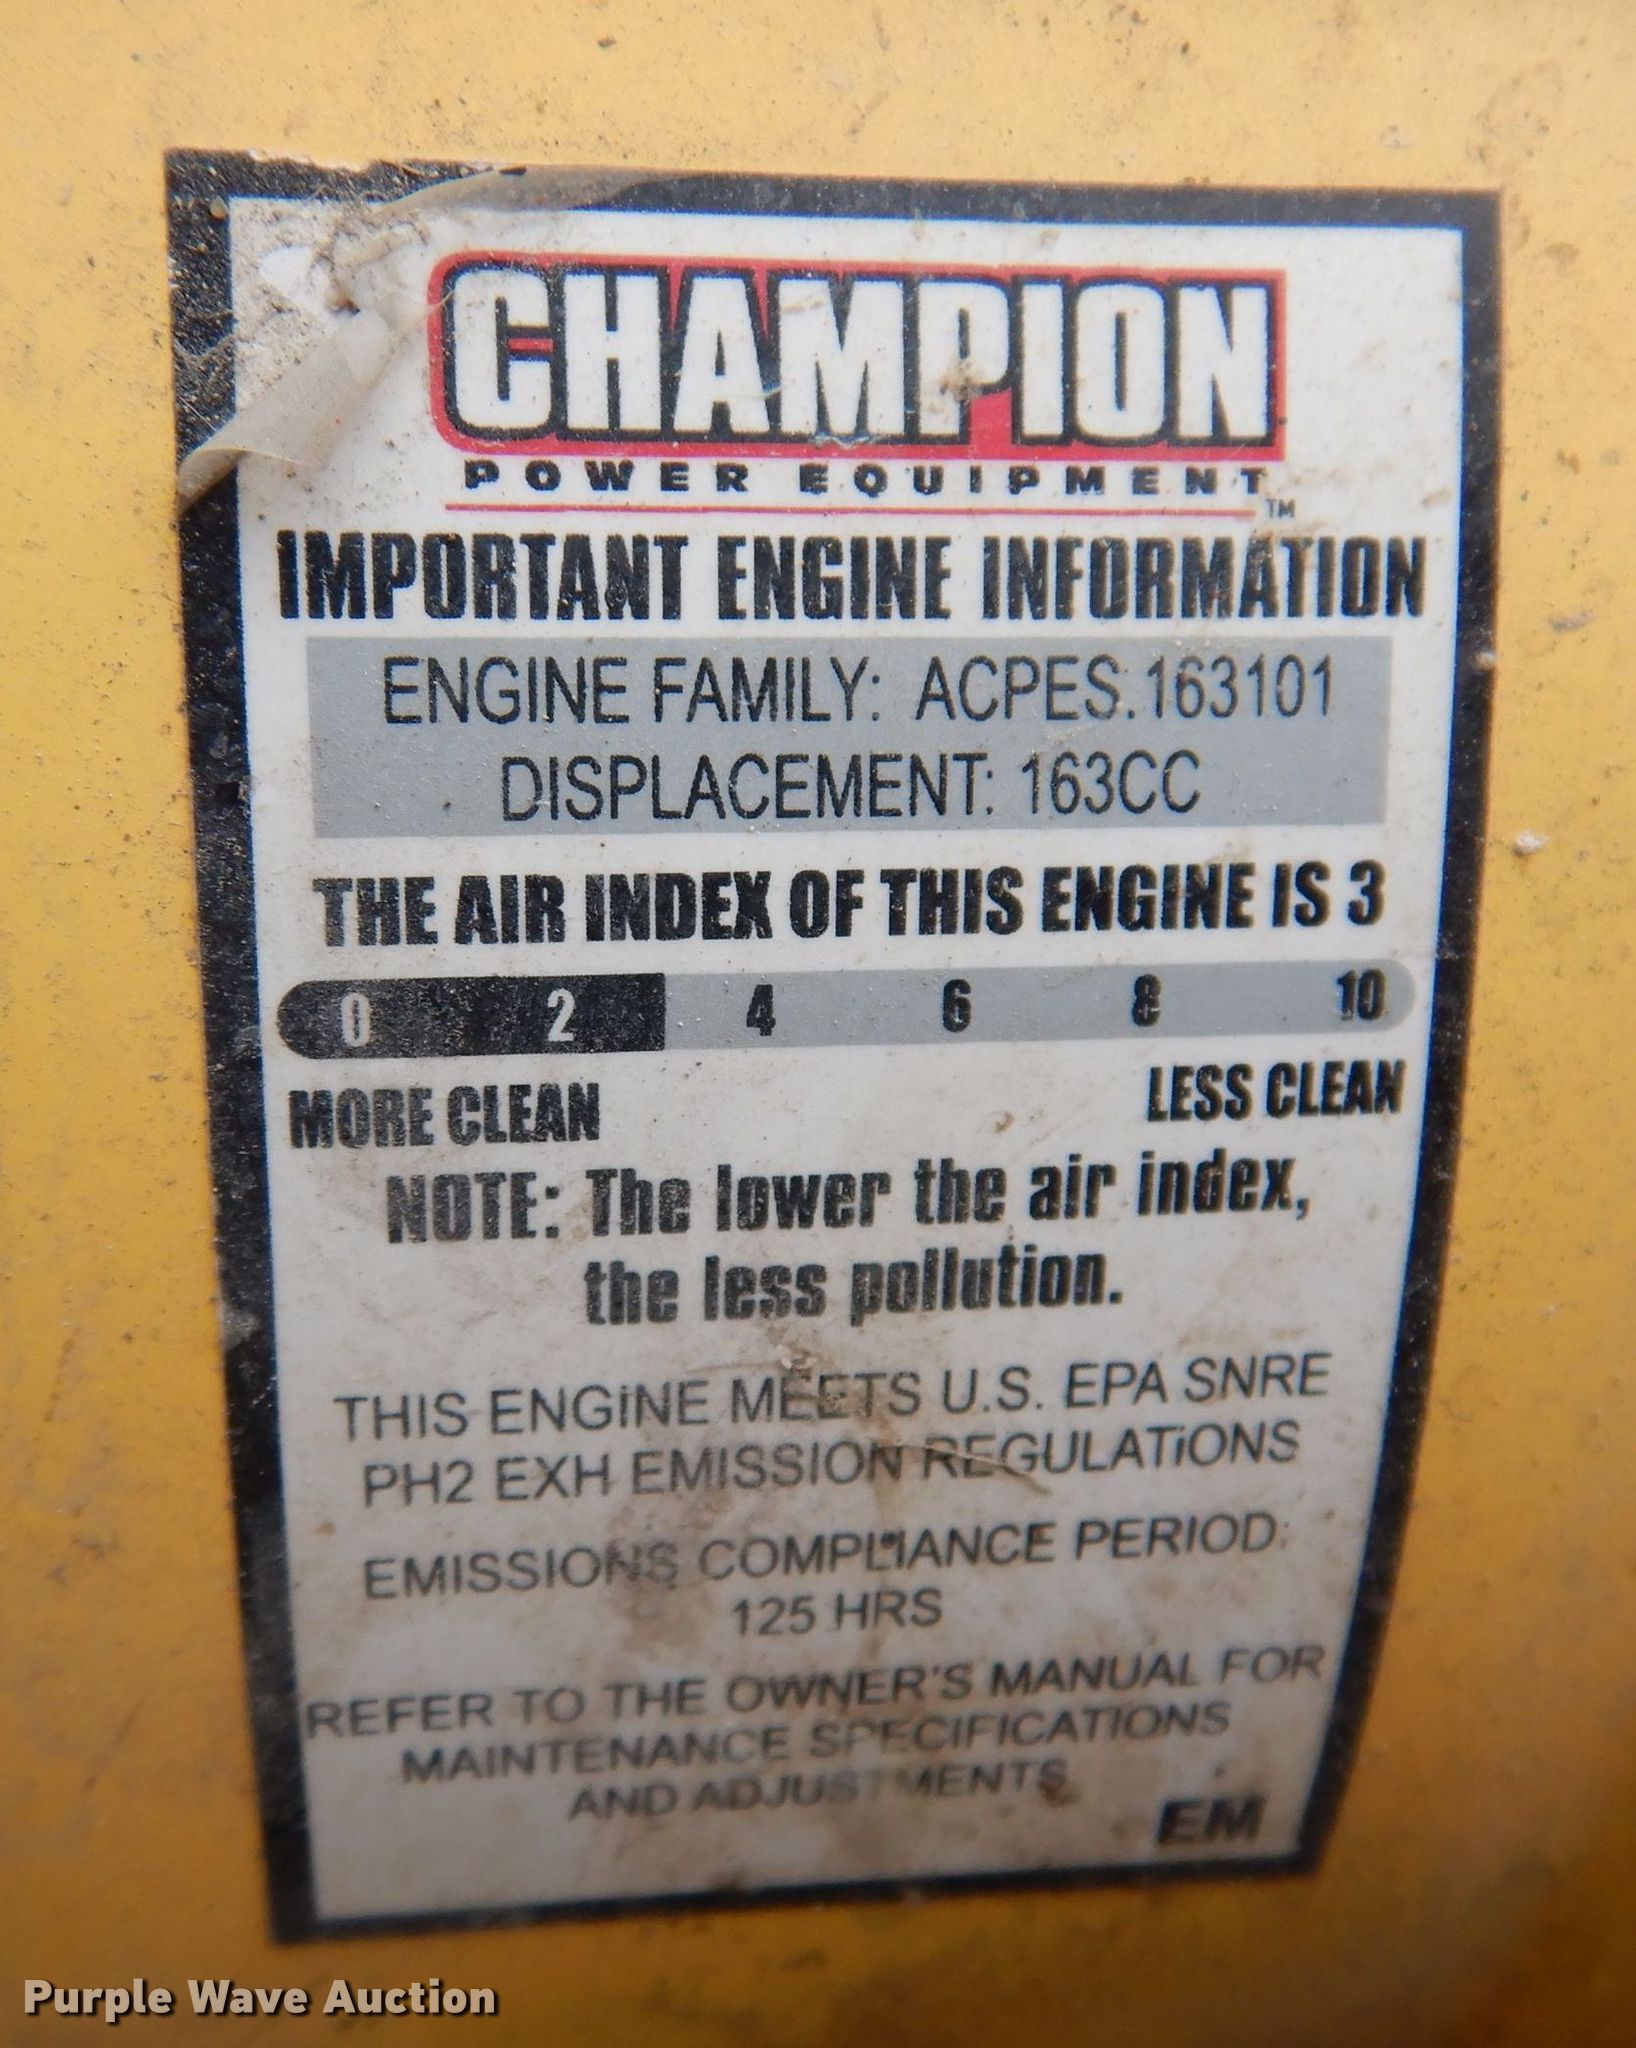 CHAMPION
POWER EQUIPMENT
TM
IMPORTANT ENGINE INFORMATION
ENGINE FAMILY: ACPES.163101
DISPLACEMENT: 163CC
THE AIR INDEX OF THIS ENGINE IS 3
0 2 4 6 8 10
MORE CLEAN LESS CLEAN
NOTE: The lower the air index,
the less pollution.
THIS ENGINE MEETS U.S. EPA SNRE
PH2 EXH EMISSION REGULATIONS
EMISSIONS COMPLIANCE PERIOD:
125 HRS
REFER TO THE OWNER'S MANUAL FOR
MAINTENANCE SPECIFICATIONS
AND ADJUSTMENTS
EM
Purple Wave Auction